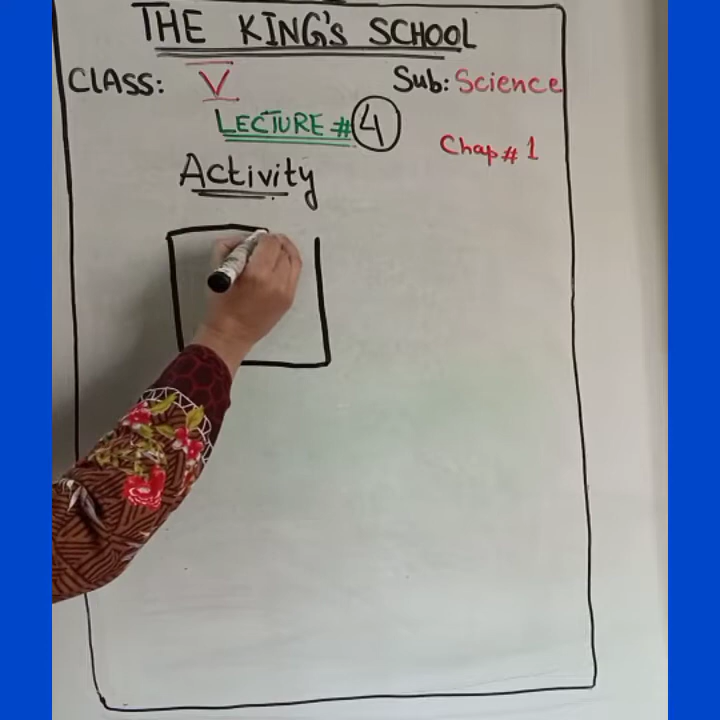 THE KING'S SCHOOL
CLASS: V Sub: Science
LECTURE # 4
Chap # 1
Activity